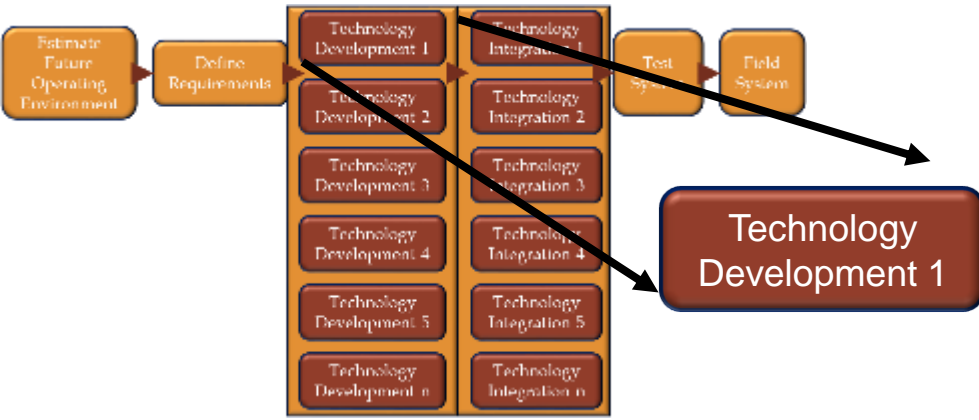 Estimate
Future
Operating
Environment
Define
Requirements
Technology
Development 1
Technology
Development 2
Technology
Development 3
Technology
Development 4
Technology
Development 5
Technology
Development n
Technology
Integration 1
Technology
Integration 2
Technology
Integration 3
Technology
Integration 4
Technology
Integration 5
Technology
Integration n
Test
System
Field
System
Technology
Development 1